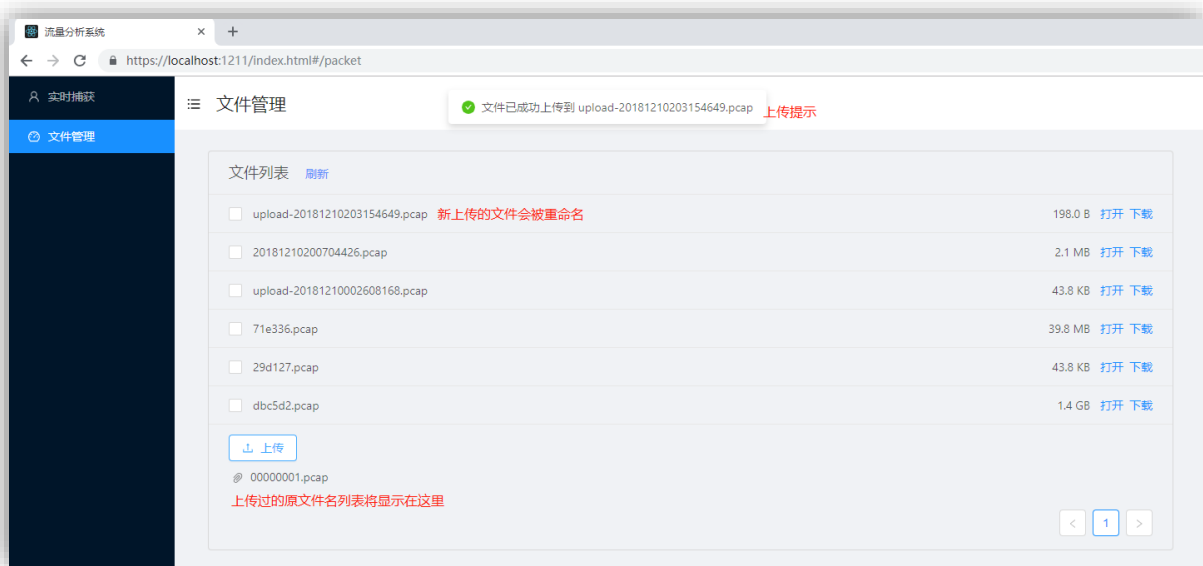 流量分析系统
https://localhost:1211/index.html#/packet
实时捕获
文件管理
文件管理
文件已成功上传到 upload-20181210203154649.pcap
上传提示
文件列表 刷新
upload-20181210203154649.pcap 新上传的文件会被重命名 198.0 B 打开 下载
20181210200704426.pcap 2.1 MB 打开 下载
upload-20181210002608168.pcap 43.8 KB 打开 下载
71e336.pcap 39.8 MB 打开 下载
29d127.pcap 43.8 KB 打开 下载
dbc5d2.pcap 1.4 GB 打开 下载
上传
00000001.pcap
上传过的原文件名列表将显示在这里
< 1 >